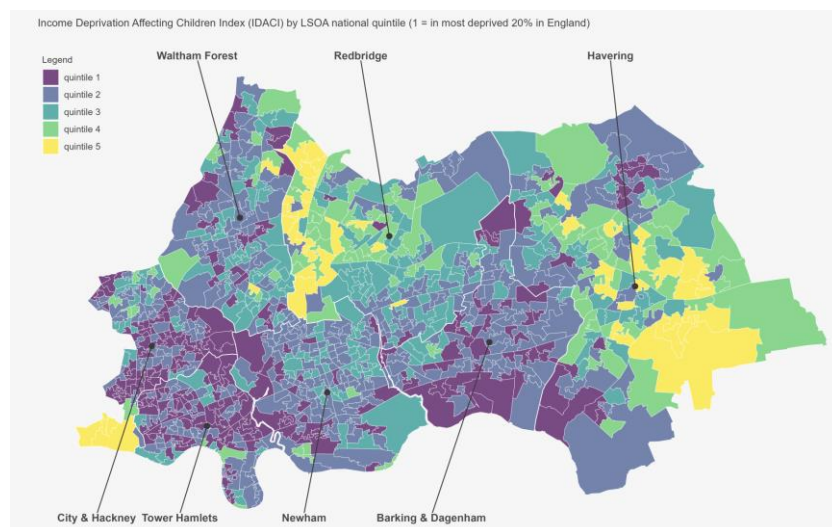 Income Deprivation Affecting Children Index (IDACI) by LSOA national quintile (1 = in most deprived 20% in England)
Waltham Forest
Redbridge
Havering
Legend
quintile 1
quintile 2
quintile 3
quintile 4
quintile 5
City & Hackney
Tower Hamlets
Newham
Barking & Dagenham